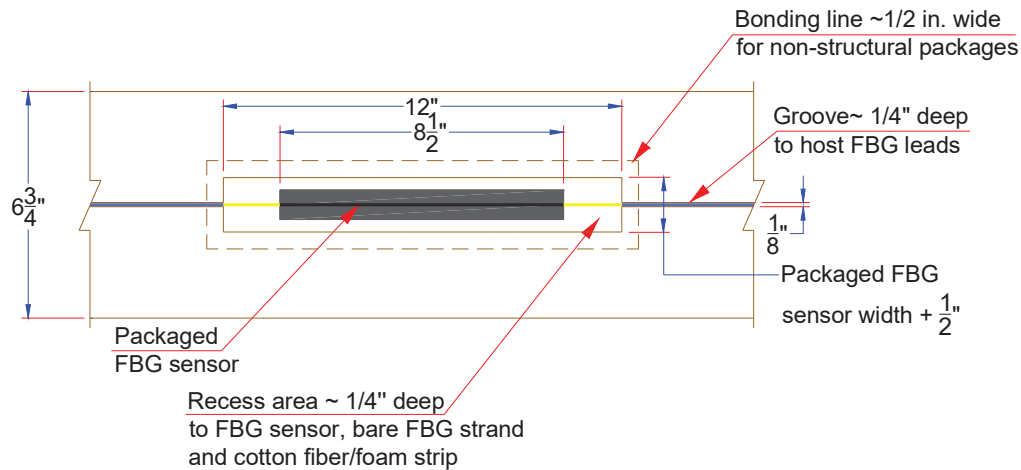 Bonding line ~1/2 in. wide
for non-structural packages
12"
8 1/2"
Groove~ 1/4" deep
to host FBG leads
6 3/4"
1/8"
Packaged FBG
sensor width + 1/2"
Packaged
FBG sensor
Recess area ~ 1/4" deep
to FBG sensor, bare FBG strand
and cotton fiber/foam strip